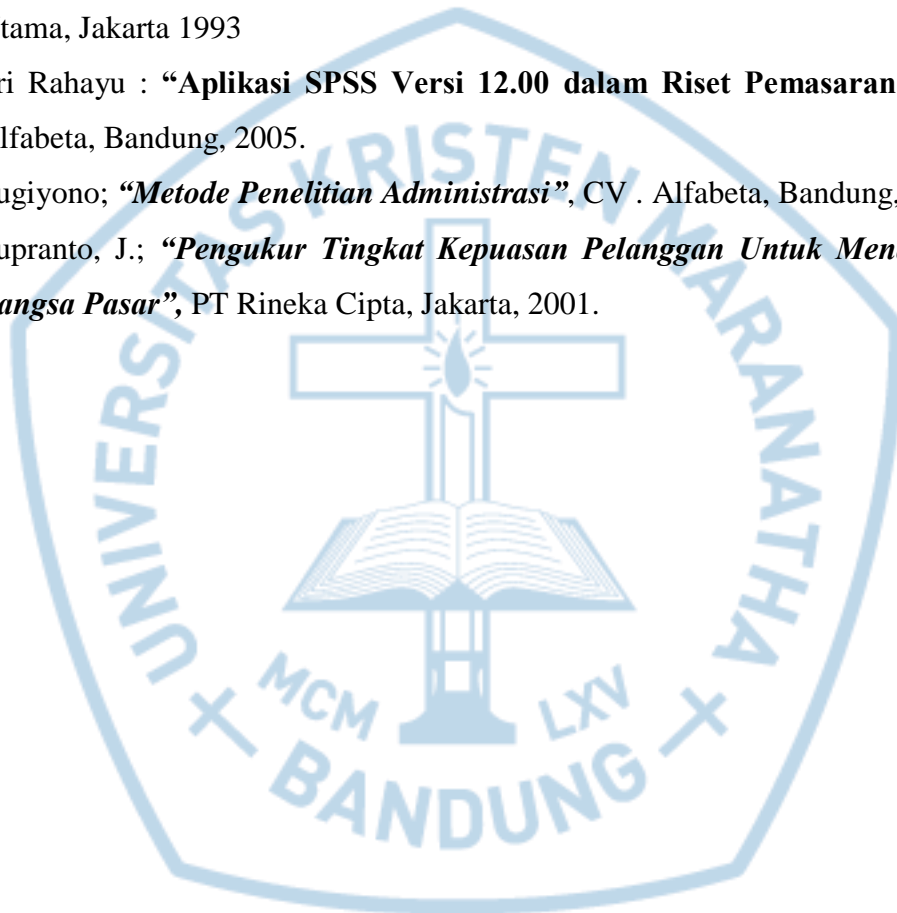 tama, Jakarta 1993
ri Rahayu : “Aplikasi SPSS Versi 12.00 dalam Riset Pemasaran
lfabeta, Bandung, 2005.
ugiyono; “Metode Penelitian Administrasi”, CV . Alfabeta, Bandung,
upranto, J.; “Pengukur Tingkat Kepuasan Pelanggan Untuk Men
angsa Pasar”, PT Rineka Cipta, Jakarta, 2001.
UNIVERSITAS KRISTEN MARANATHA
MCM LXV
BANDUNG